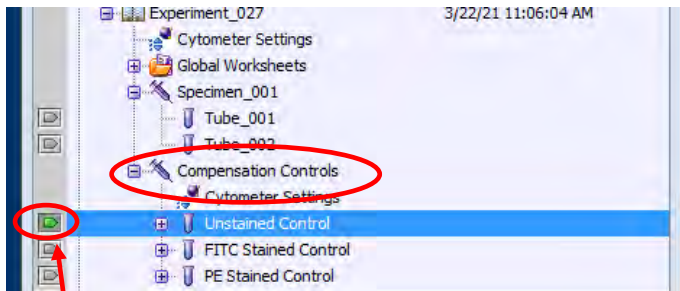 Experiment_027 3/22/21 11:06:04 AM
Cytometer Settings
Global Worksheets
Specimen_001
Tube_001
Tube_002
Compensation Controls
Cytometer Settings
Unstained Control
FITC Stained Control
PE Stained Control